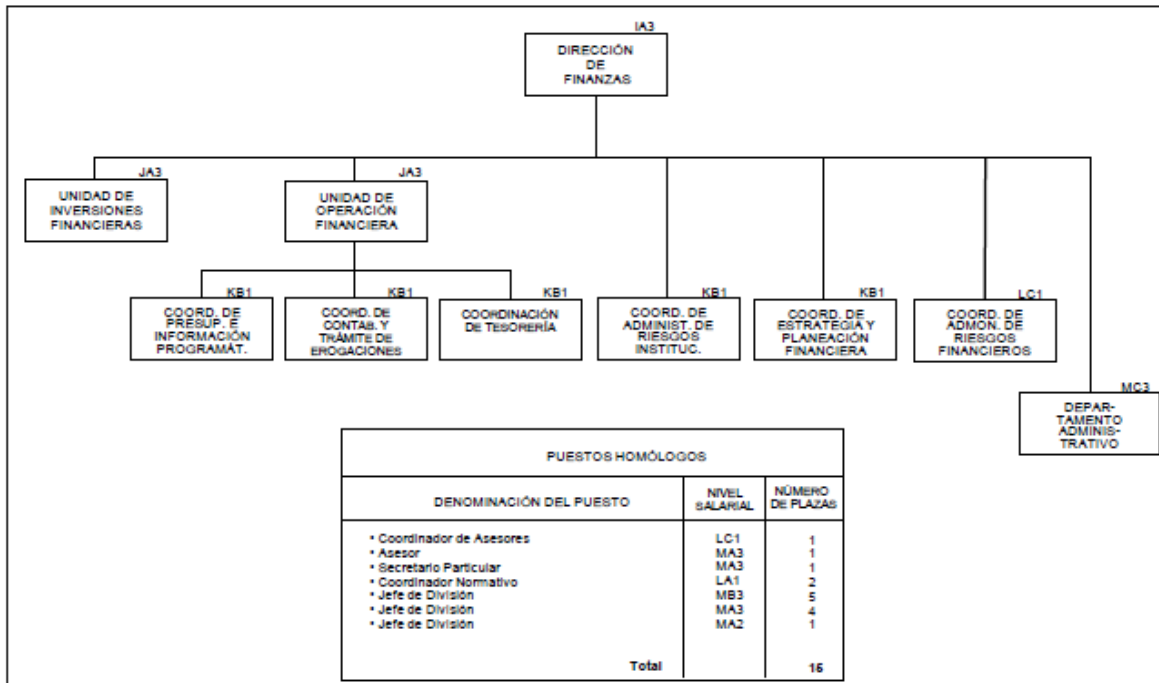 IA3
DIRECCIÓN
DE
FINANZAS
JA3
UNIDAD DE
INVERSIONES
FINANCIERAS
JA3
UNIDAD DE
OPERACIÓN
FINANCIERA
KB1
COORD. DE
PRESUP. E
INFORMACIÓN
PROGRAMÁT.
KB1
COORD. DE
CONTAB. Y
TRÁMITE DE
EROGACIONES
KB1
COORDINACIÓN
DE TESORERÍA
KB1
COORD. DE
ADMINIST. DE
RIESGOS
INSTITUC.
KB1
COORD. DE
ESTRATEGIA Y
PLANEACIÓN
FINANCIERA
LC1
COORD. DE
ADMON. DE
RIESGOS
FINANCIEROS
MC3
DEPAR-
TAMENTO
ADMINIS-
TRATIVO
PUESTOS HOMÓLOGOS
DENOMINACIÓN DEL PUESTO
NIVEL
SALARIAL
NÚMERO
DE PLAZAS
• Coordinador de Asesores LC1 1
• Asesor MA3 1
• Secretario Particular MA3 1
• Coordinador Normativo LA1 2
• Jefe de División MB3 5
• Jefe de División MA3 4
• Jefe de División MA2 1
Total 15